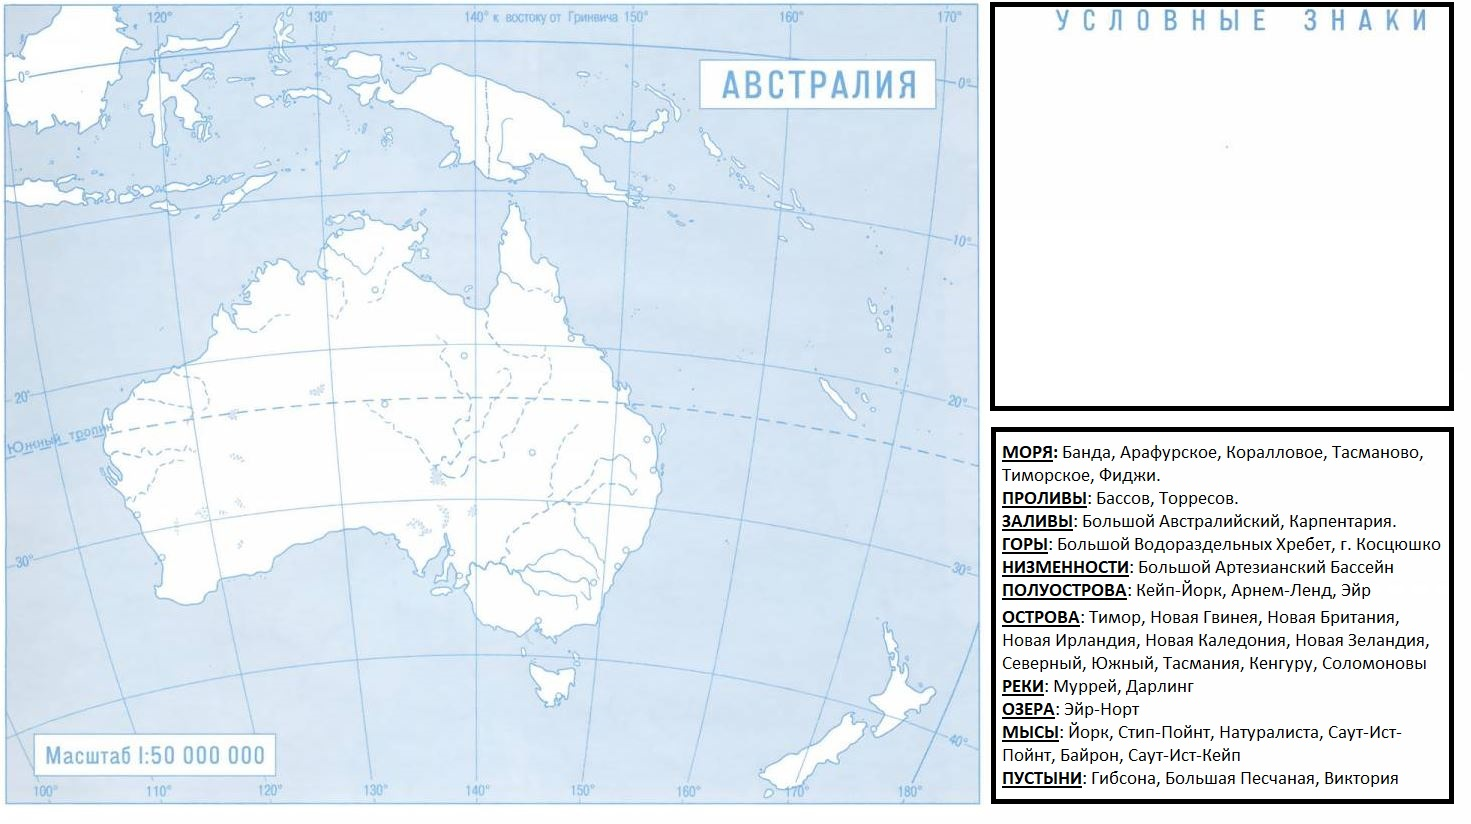 120° 130° 140° к востоку от Гринвича 150° 160° 170°
УСЛОВНЫЕ ЗНАКИ
АВСТРАЛИЯ
0° 0°
10°
20° 20°
Южный тропик
30° 30°
40°
Масштаб 1:50 000 000
100° 110° 120° 130° 140° 150° 160° 170° 180°
МОРЯ: Банда, Арафурское, Коралловое, Тасманово,
Тиморское, Фиджи.
ПРОЛИВЫ: Бассов, Торресов.
ЗАЛИВЫ: Большой Австралийский, Карпентария.
ГОРЫ: Большой Водораздельных Хребет, г. Косцюшко
НИЗМЕННОСТИ: Большой Артезианский Бассейн
ПОЛУОСТРОВА: Кейп-Йорк, Арнем-Ленд, Эйр
ОСТРОВА: Тимор, Новая Гвинея, Новая Британия,
Новая Ирландия, Новая Каледония, Новая Зеландия,
Северный, Южный, Тасмания, Кенгуру, Соломоновы
РЕКИ: Муррей, Дарлинг
ОЗЕРА: Эйр-Норт
МЫСЫ: Йорк, Стип-Пойнт, Натуралиста, Саут-Ист-
Пойнт, Байрон, Саут-Ист-Кейп
ПУСТЫНИ: Гибсона, Большая Песчаная, Виктория